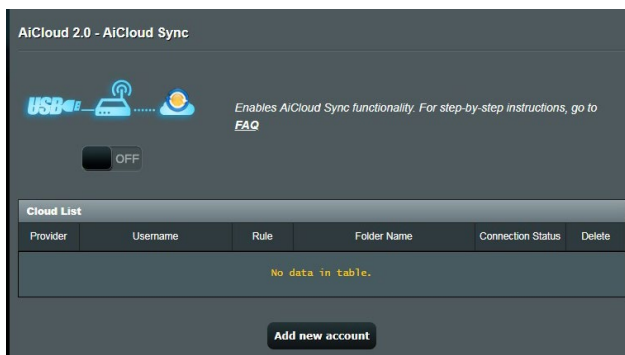 AiCloud 2.0 - AiCloud Sync
USB
Enables AiCloud Sync functionality. For step-by-step instructions, go to
FAQ
OFF
Cloud List
Provider Username Rule Folder Name Connection Status Delete
No data in table.
Add new account